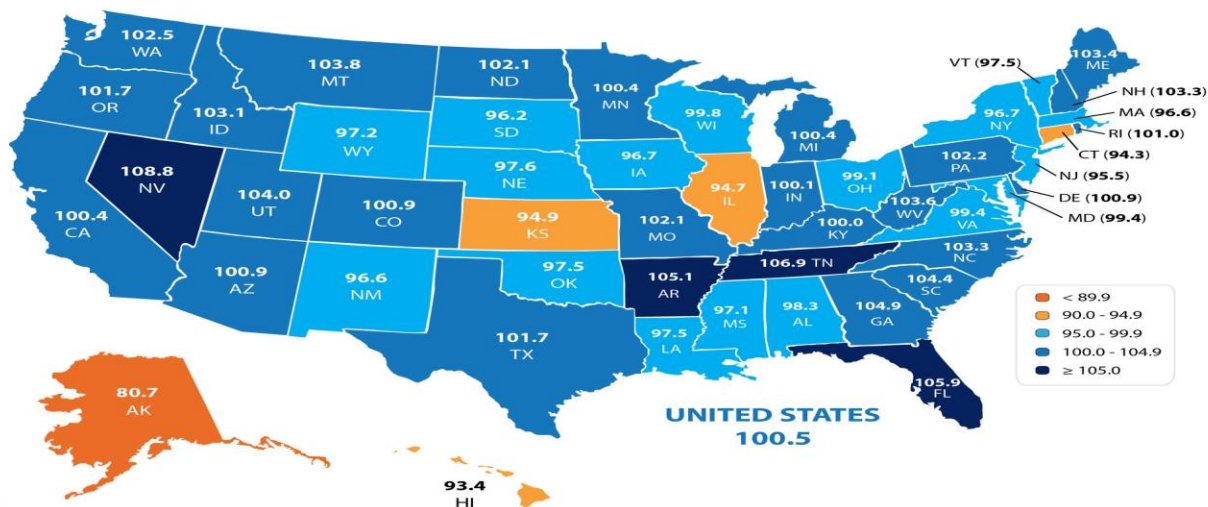 102.5
WA
101.7
OR
103.1
ID
103.8
MT
102.1
ND
100.4
MN
96.2
SD
97.2
WY
97.6
NE
99.8
WI
100.4
MI
96.7
IA
108.8
NV
104.0
UT
100.9
CO
100.4
CA
94.9
KS
102.1
MO
94.7
IL
100.1
IN
99.1
OH
100.0
KY
103.6
WV
99.4
VA
102.2
PA
96.7
NY
103.4
ME
VT (97.5)
NH (103.3)
MA (96.6)
RI (101.0)
CT (94.3)
NJ (95.5)
DE (100.9)
MD (99.4)
100.9
AZ
96.6
NM
97.5
OK
105.1
AR
106.9 TN
103.3
NC
104.4
SC
104.9
GA
98.3
AL
97.1
MS
97.5
LA
101.7
TX
105.9
FL
< 89.9
90.0 - 94.9
95.0 - 99.9
100.0 - 104.9
≥ 105.0
80.7
AK
93.4
HI
UNITED STATES
100.5